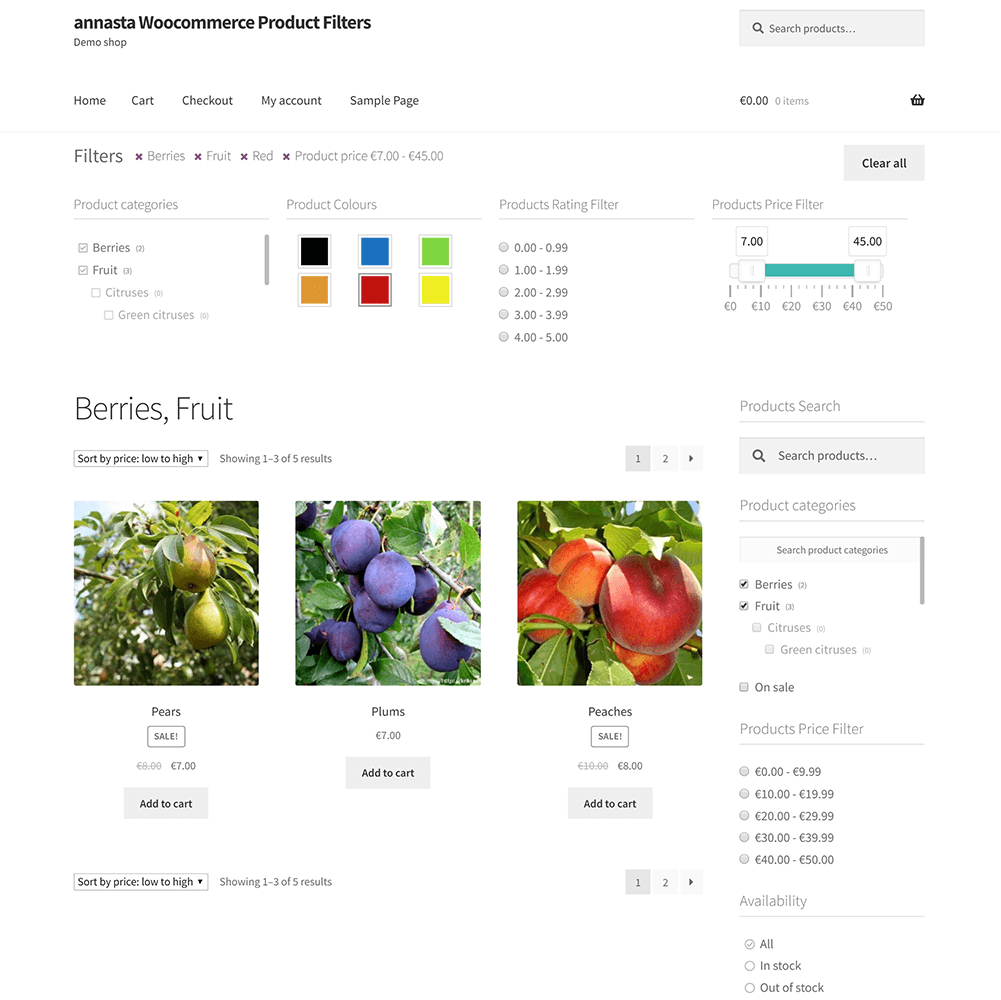 annasta Woocommerce Product Filters
Demo shop
Search products…
Home Cart Checkout My account Sample Page
€0.00 0 items
Filters × Berries × Fruit × Red × Product price €7.00 - €45.00
Clear all
Product categories
Berries (2)
Fruit (3)
Citruses (0)
Green citruses (0)
Product Colours
Products Rating Filter
0.00 - 0.99
1.00 - 1.99
2.00 - 2.99
3.00 - 3.99
4.00 - 5.00
Products Price Filter
7.00 45.00
€0 €10 €20 €30 €40 €50
Berries, Fruit
Sort by price: low to high Showing 1–3 of 5 results
1 2
Pears
SALE!
€8.00 €7.00
Add to cart
Plums
€7.00
Add to cart
Peaches
SALE!
€10.00 €8.00
Add to cart
Sort by price: low to high Showing 1–3 of 5 results
1 2
Products Search
Search products…
Product categories
Search product categories
Berries (2)
Fruit (3)
Citruses (0)
Green citruses (0)
On sale
Products Price Filter
€0.00 - €9.99
€10.00 - €19.99
€20.00 - €29.99
€30.00 - €39.99
€40.00 - €50.00
Availability
All
In stock
Out of stock